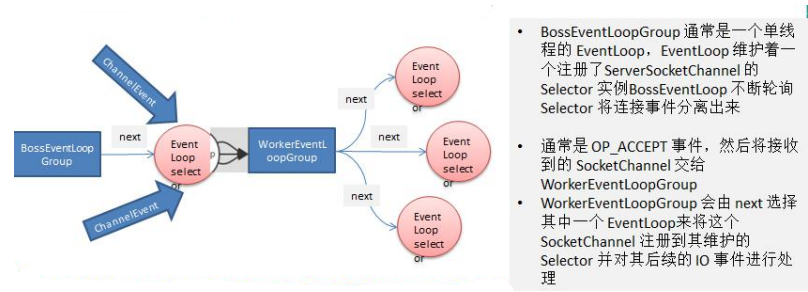 ChannelEvent
BossEventLoop
Group
next
Event
Loop
select
or
p
ChannelEvent
WorkerEventL
oopGroup
next
next
next
Event
Loop
select
or
Event
Loop
select
or
Event
Loop
select
or
• BossEventLoopGroup 通常是一个单线
程的 EventLoop，EventLoop 维护着一
个注册了ServerSocketChannel 的
Selector 实例BossEventLoop 不断轮询
Selector 将连接事件分离出来
• 通常是 OP_ACCEPT 事件，然后将接收
到的 SocketChannel 交给
WorkerEventLoopGroup
• WorkerEventLoopGroup 会由 next 选择
其中一个 EventLoop来将这个
SocketChannel 注册到其维护的
Selector 并对其后续的 IO 事件进行处
理